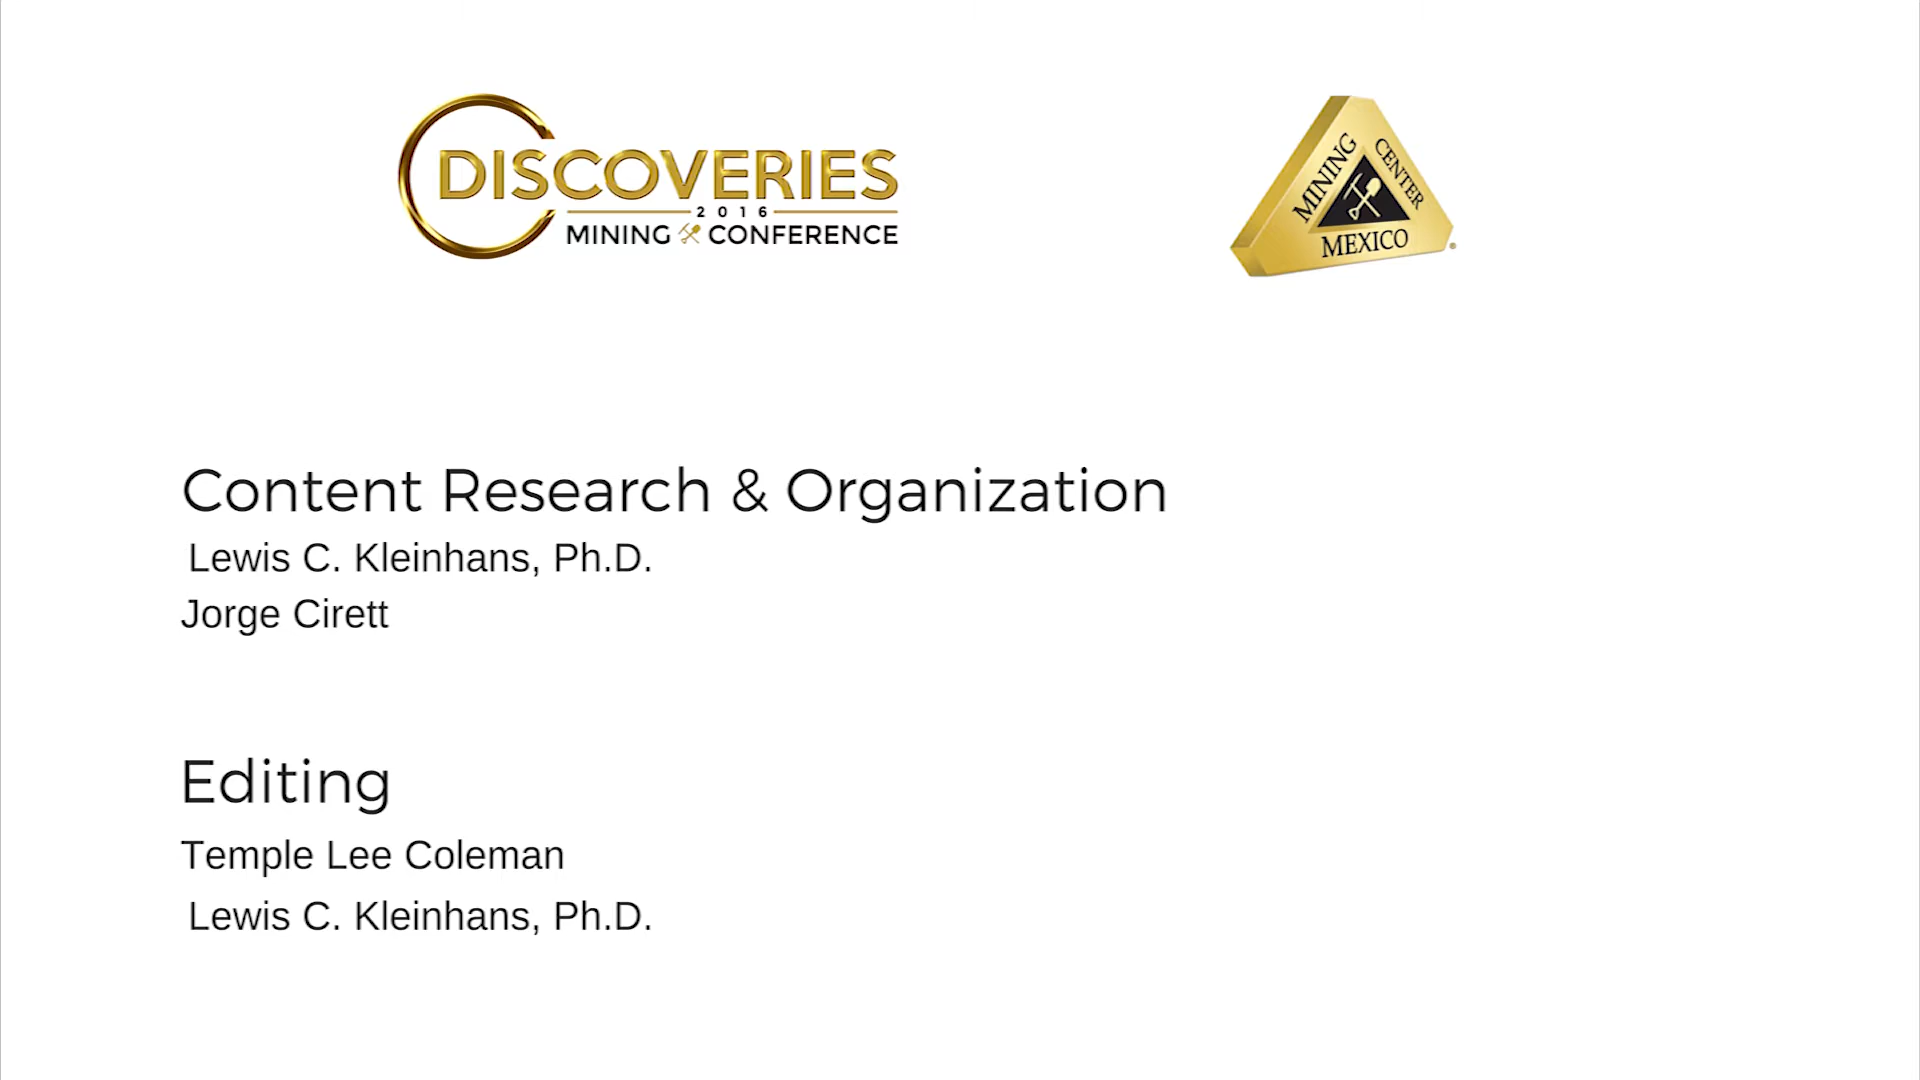 DISCOVERIES
2016
MINING CONFERENCE
MINING CENTER
MEXICO
Content Research & Organization
Lewis C. Kleinhans, Ph.D.
Jorge Cirett
Editing
Temple Lee Coleman
Lewis C. Kleinhans, Ph.D.